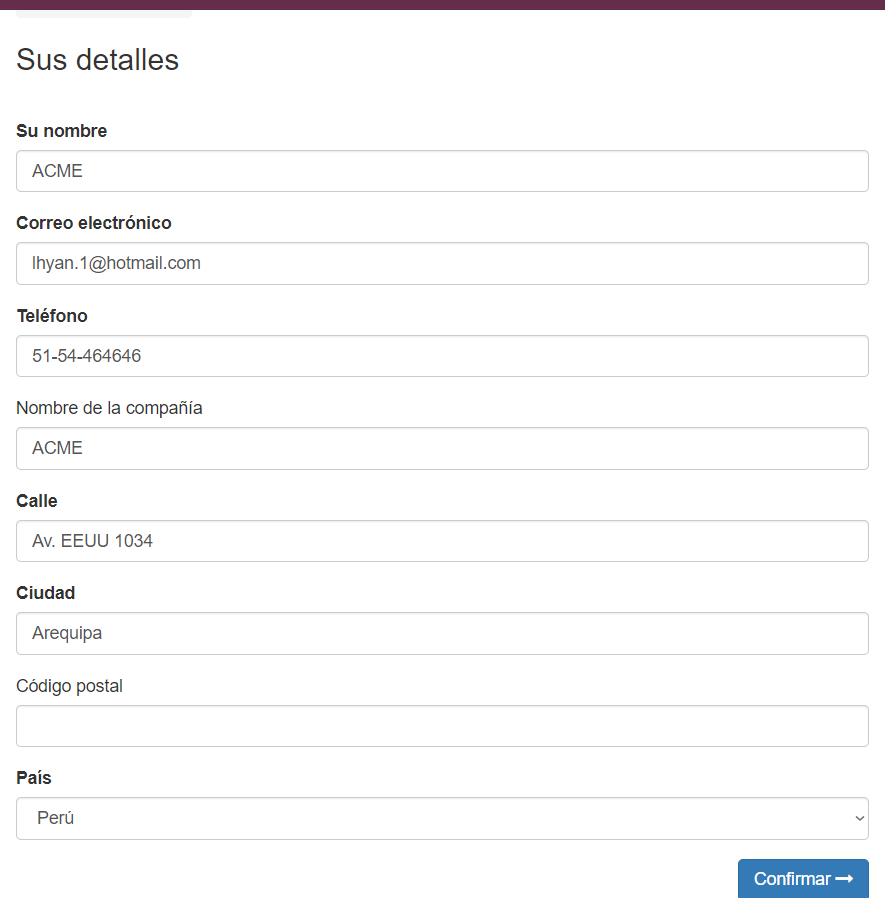 Sus detalles
Su nombre
ACME
Correo electrónico
lhyan.1@hotmail.com
Teléfono
51-54-464646
Nombre de la compañía
ACME
Calle
Av. EEUU 1034
Ciudad
Arequipa
Código postal
País
Perú
Confirmar